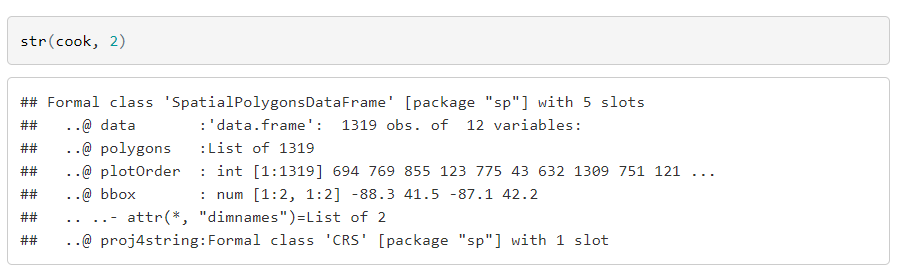 str(cook, 2)
## Formal class 'SpatialPolygonsDataFrame' [package "sp"] with 5 slots
##   ..@ data       :'data.frame':  1319 obs. of  12 variables:
##   ..@ polygons   :List of 1319
##   ..@ plotOrder  : int [1:1319] 694 769 855 123 775 43 632 1309 751 121 ...
##   ..@ bbox       : num [1:2, 1:2] -88.3 41.5 -87.1 42.2
##   .. ..- attr(*, "dimnames")=List of 2
##   ..@ proj4string:Formal class 'CRS' [package "sp"] with 1 slot